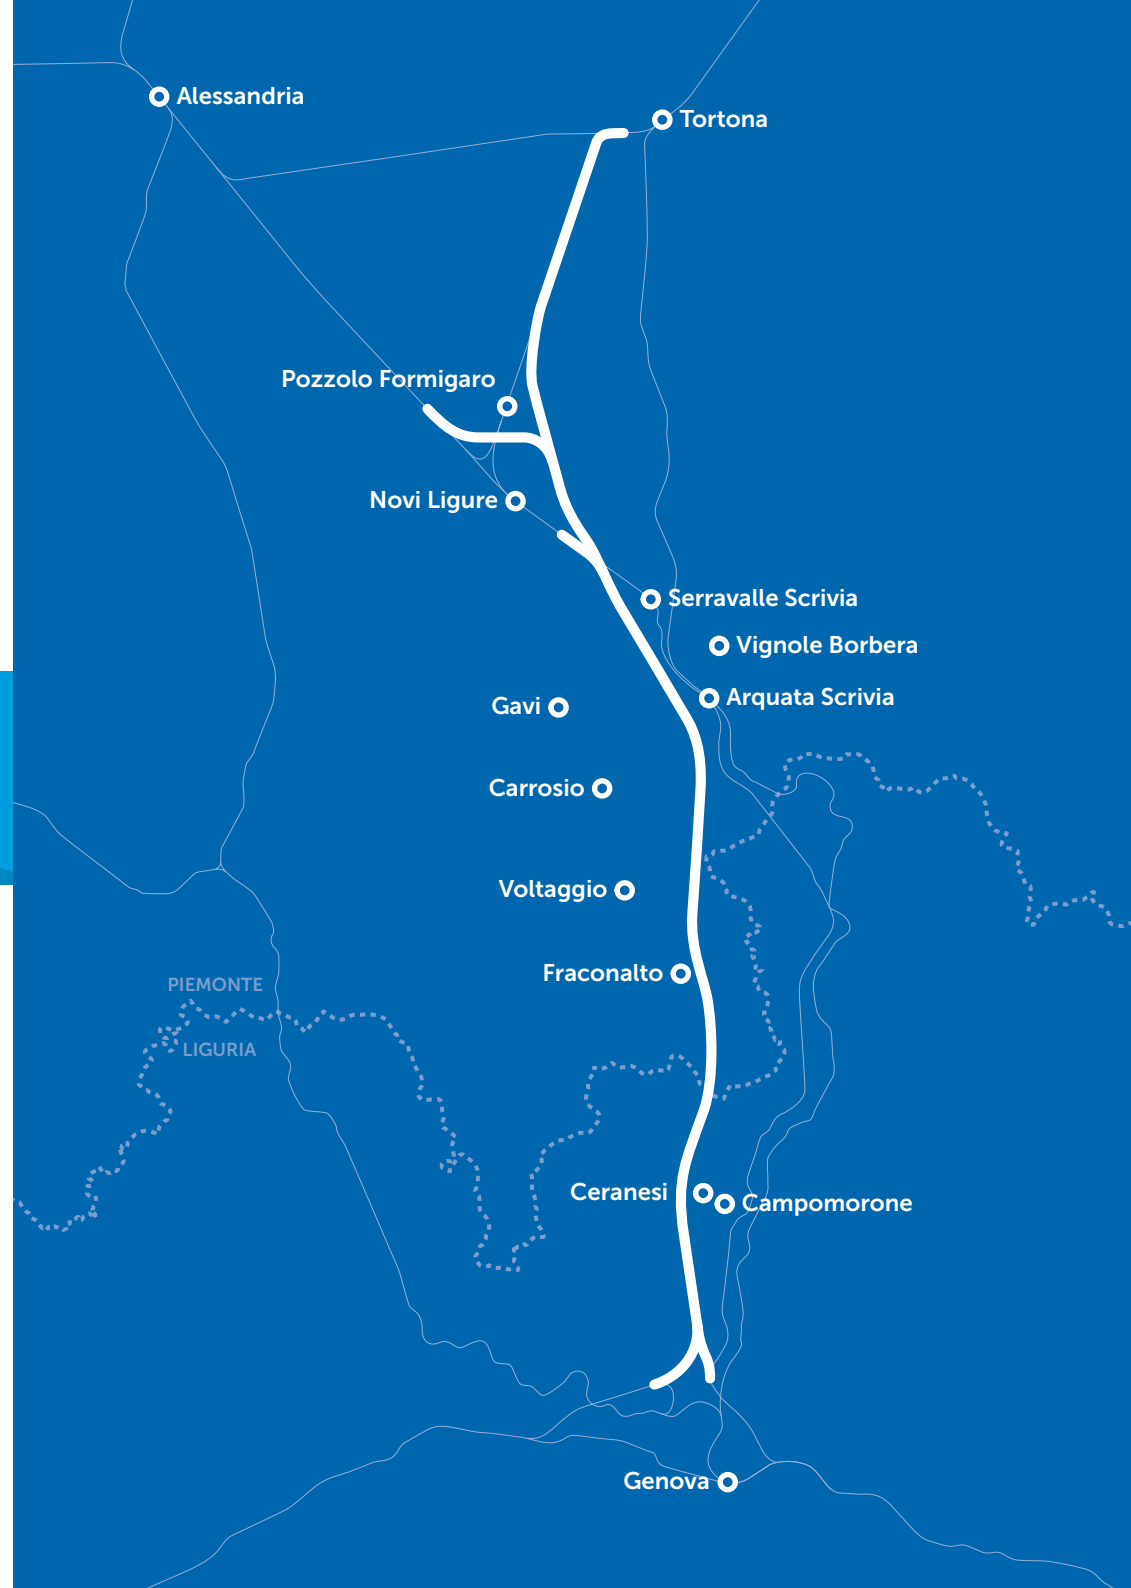 Alessandria
Tortona
Pozzolo Formigaro
Novi Ligure
Serravalle Scrivia
Vignole Borbera
Arquata Scrivia
Gavi
Carrosio
Voltaggio
Fraconalto
PIEMONTE
LIGURIA
Ceranesi
Campomorone
Genova